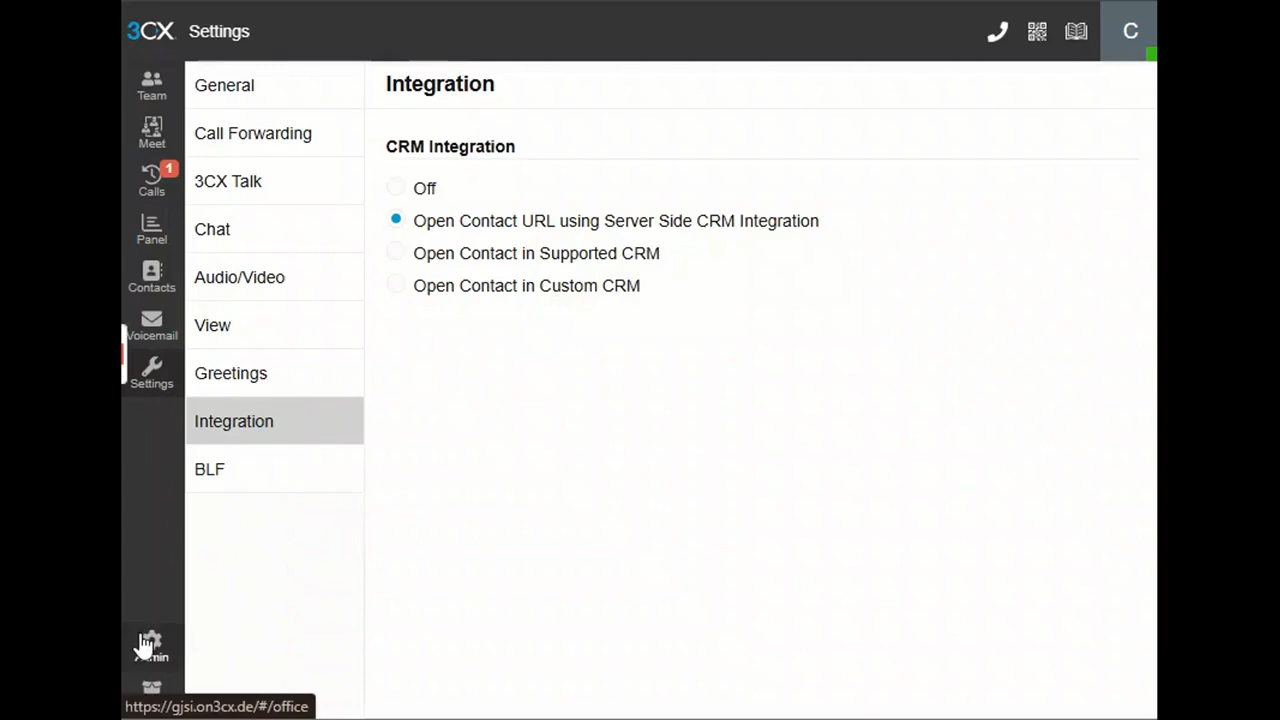 3CX Settings
C
Team
Meet
1
Calls
Panel
Contacts
Voicemail
Settings
General
Call Forwarding
3CX Talk
Chat
Audio/Video
View
Greetings
Integration
BLF
Integration
CRM Integration
Off
Open Contact URL using Server Side CRM Integration
Open Contact in Supported CRM
Open Contact in Custom CRM
https://gjsi.on3cx.de/#/office